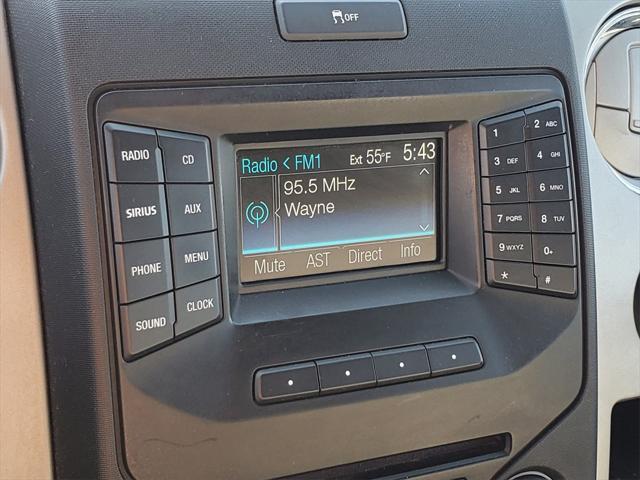 OFF
RADIO
CD
SIRIUS
AUX
PHONE
MENU
SOUND
CLOCK
Radio < FM1
Ext 55°F 5:43
95.5 MHz
Wayne
Mute AST Direct Info
1
2 ABC
3 DEF
4 GHI
5 JKL
6 MNO
7 PQRS
8 TUV
9 WXYZ
0+
*
#